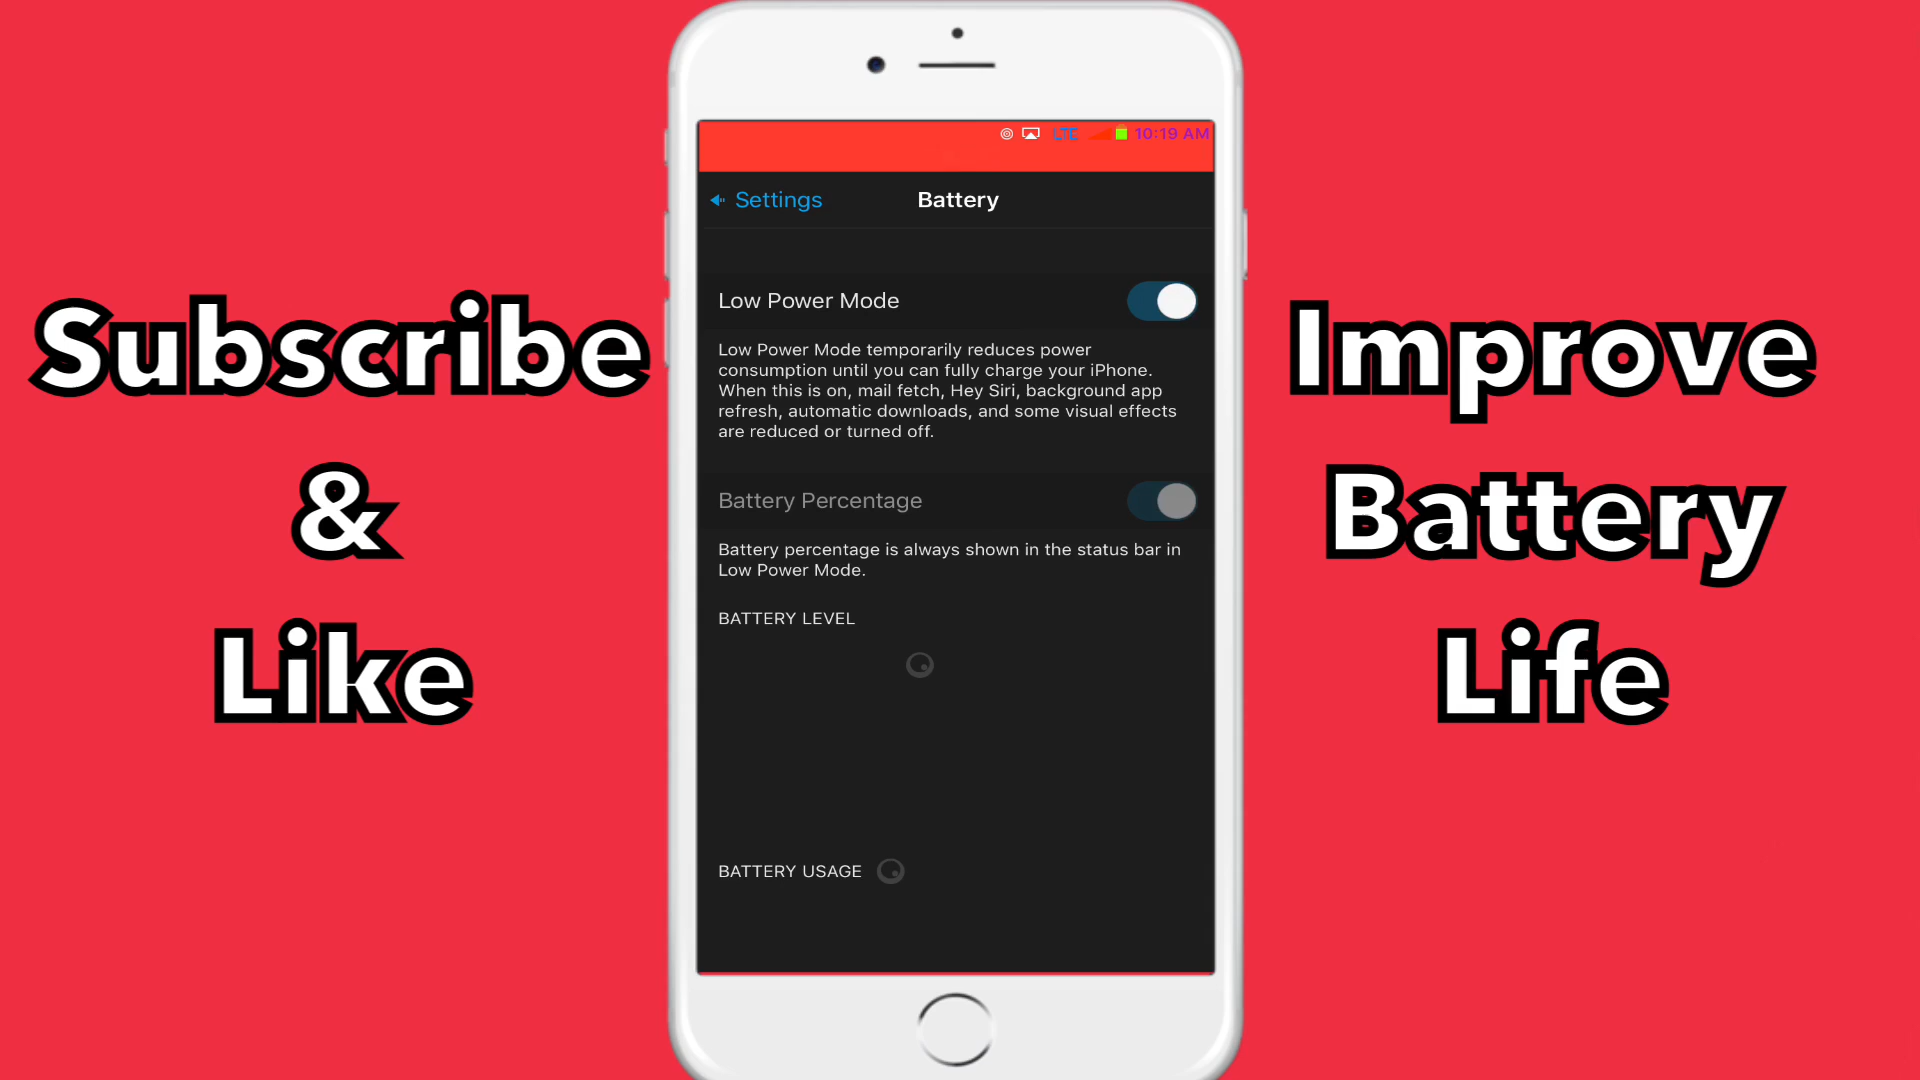 Subscribe
&
Like
LTE 10:19 AM
Settings Battery
Low Power Mode
Low Power Mode temporarily reduces power
consumption until you can fully charge your iPhone.
When this is on, mail fetch, Hey Siri, background app
refresh, automatic downloads, and some visual effects
are reduced or turned off.
Battery Percentage
Battery percentage is always shown in the status bar in
Low Power Mode.
BATTERY LEVEL
BATTERY USAGE
Improve
Battery
Life